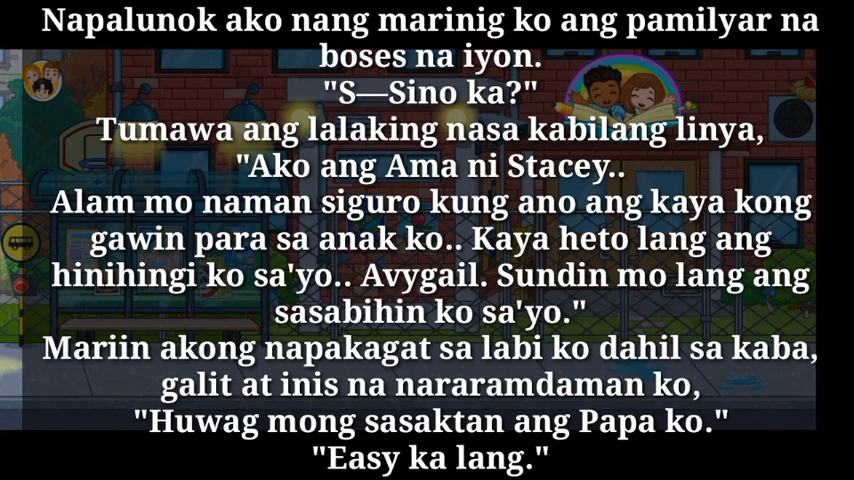 Napalunok ako nang marinig ko ang pamilyar na
boses na iyon.
"S—Sino ka?"
Tumawa ang lalaking nasa kabilang linya,
"Ako ang Ama ni Stacey..
Alam mo naman siguro kung ano ang kaya kong
gawin para sa anak ko.. Kaya heto lang ang
hinihingi ko sa'yo.. Avygail. Sundin mo lang ang
sasabihin ko sa'yo."
Mariin akong napakagat sa labi ko dahil sa kaba,
galit at inis na nararamdaman ko,
"Huwag mong sasaktan ang Papa ko."
"Easy ka lang."